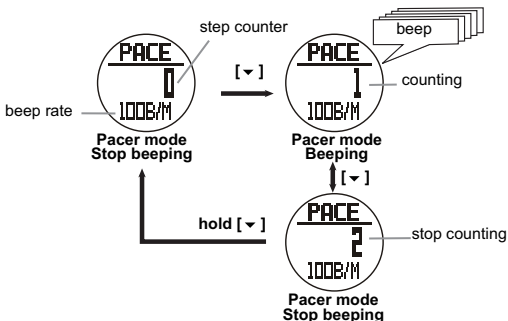 step counter
beep
PACE
0
100B/M
[▼]
PACE
1
100B/M
counting
beep rate
Pacer mode
Stop beeping
Pacer mode
Beeping
[▼]
hold [▼]
PACE
2
100B/M
stop counting
Pacer mode
Stop beeping